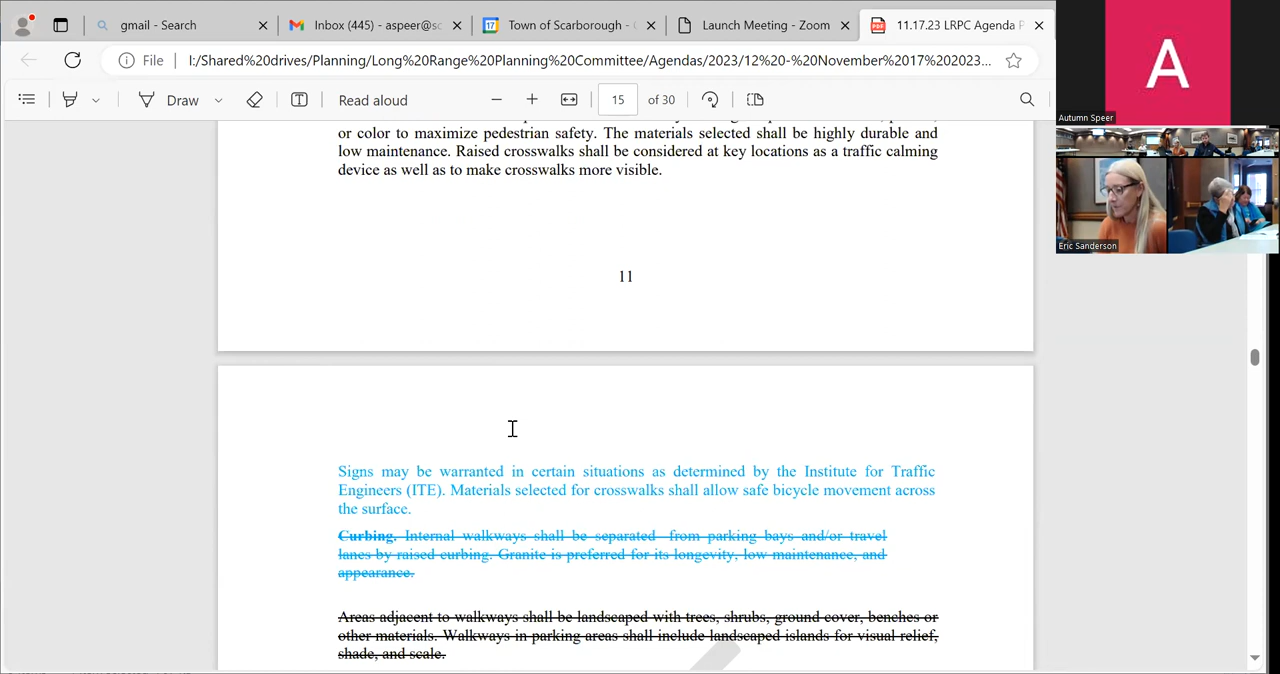 gmail - Search
Inbox (445) - aspeer@sc
17 Town of Scarborough - C
Launch Meeting - Zoom
11.17.23 LRPC Agenda P
File
I:/Shared%20drives/Planning/Long%20Range%20Planning%20Committee/Agendas/2023/12%20-%20November%2017%202023...
Draw
Read aloud
15 of 30
A
Autumn Speer
Eric Sanderson
or color to maximize pedestrian safety. The materials selected shall be highly durable and
low maintenance. Raised crosswalks shall be considered at key locations as a traffic calming
device as well as to make crosswalks more visible.
11
Signs may be warranted in certain situations as determined by the Institute for Traffic
Engineers (ITE). Materials selected for crosswalks shall allow safe bicycle movement across
the surface.
Curbing. Internal walkways shall be separated from parking bays and/or travel
lanes by raised curbing. Granite is preferred for its longevity, low maintenance, and
appearance.
Areas adjacent to walkways shall be landscaped with trees, shrubs, ground cover, benches or
other materials. Walkways in parking areas shall include landscaped islands for visual relief,
shade, and scale.